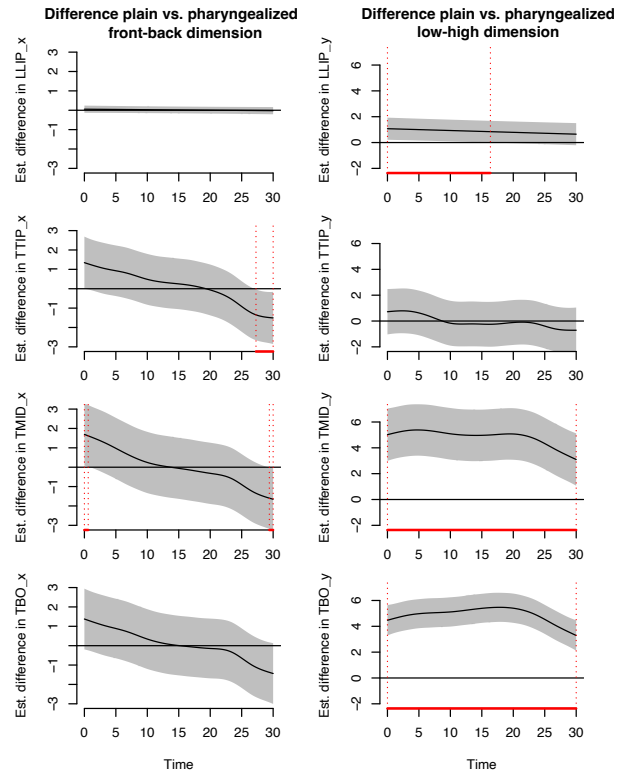 Difference plain vs. pharyngealized
front-back dimension
Difference plain vs. pharyngealized
low-high dimension
Est. difference in LLIP_x
3
1
-1
-3
0 5 10 15 20 25 30
Est. difference in LLIP_y
6
4
2
0
-2
0 5 10 15 20 25 30
Est. difference in TTIP_x
3
1
-1
-3
0 5 10 15 20 25 30
Est. difference in TTIP_y
6
4
2
0
-2
0 5 10 15 20 25 30
Est. difference in TMID_x
3
1
-1
-3
0 5 10 15 20 25 30
Est. difference in TMID_y
6
4
2
0
-2
0 5 10 15 20 25 30
Est. difference in TBO_x
3
1
-1
-3
0 5 10 15 20 25 30
Time
Est. difference in TBO_y
6
4
2
0
-2
0 5 10 15 20 25 30
Time